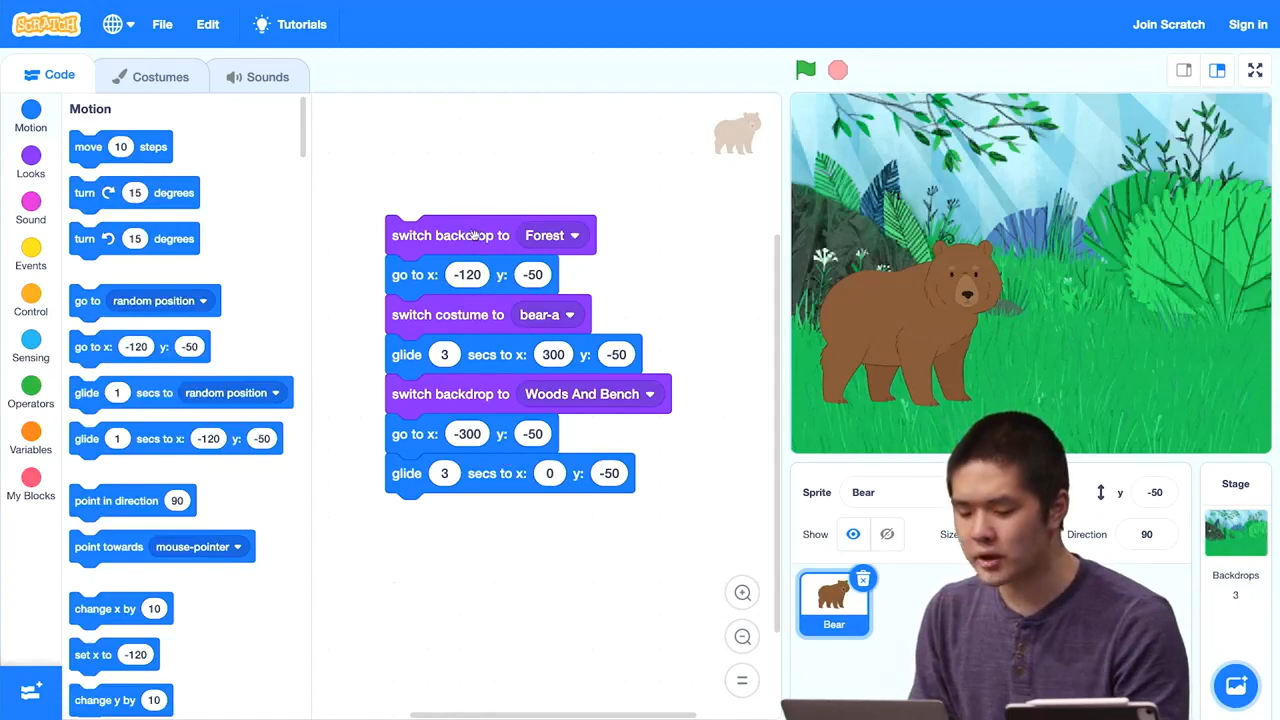 SCRATCH File Edit Tutorials Join Scratch Sign in
Code Costumes Sounds
Motion
Looks
Sound
Events
Control
Sensing
Operators
Variables
My Blocks
Motion
move 10 steps
turn 15 degrees
turn 15 degrees
go to random position
go to x: -120 y: -50
glide 1 secs to random position
glide 1 secs to x: -120 y: -50
point in direction 90
point towards mouse-pointer
change x by 10
set x to -120
change y by 10
switch backdrop to Forest
go to x: -120 y: -50
switch costume to bear-a
glide 3 secs to x: 300 y: -50
switch backdrop to Woods And Bench
go to x: -300 y: -50
glide 3 secs to x: 0 y: -50
Sprite Bear y -50
Show Direction 90
Bear
Stage
Backdrops
3